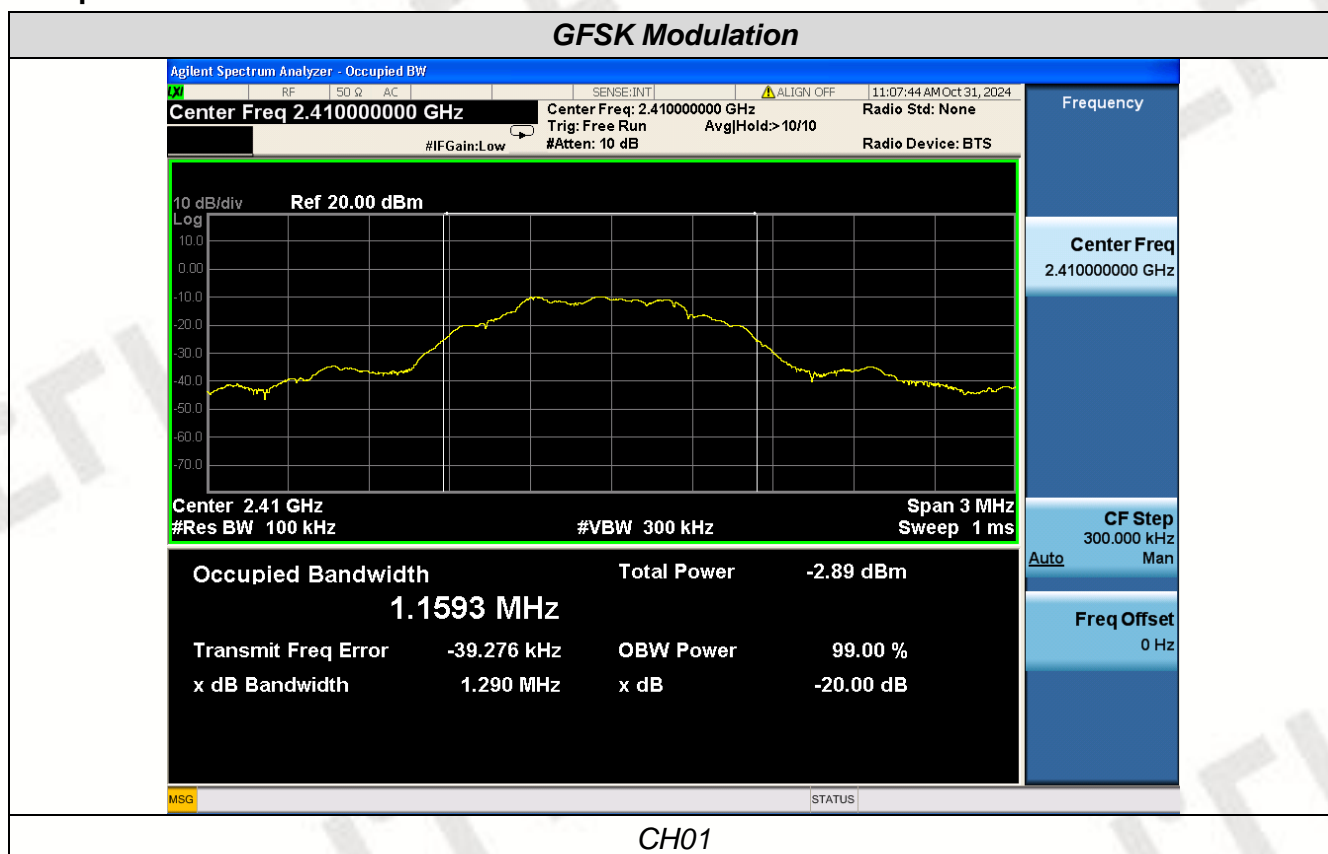 GFSK Modulation
Agilent Spectrum Analyzer - Occupied BW
LXI RF 50 Ω AC SENSE:INT ALIGN OFF 11:07:44 AM Oct 31, 2024
Center Freq 2.410000000 GHz
Center Freq: 2.410000000 GHz Radio Std: None
Trig: Free Run Avg|Hold:>10/10
#IFGain:Low #Atten: 10 dB Radio Device: BTS
Frequency
10 dB/div Ref 20.00 dBm
Log
10.0
0.00
-10.0
-20.0
-30.0
-40.0
-50.0
-60.0
-70.0
Center 2.41 GHz Span 3 MHz
#Res BW 100 kHz #VBW 300 kHz Sweep 1 ms
Occupied Bandwidth Total Power -2.89 dBm
1.1593 MHz
Transmit Freq Error -39.276 kHz OBW Power 99.00 %
x dB Bandwidth 1.290 MHz x dB -20.00 dB
Center Freq
2.410000000 GHz
CF Step
300.000 kHz
Auto Man
Freq Offset
0 Hz
MSG STATUS
CH01